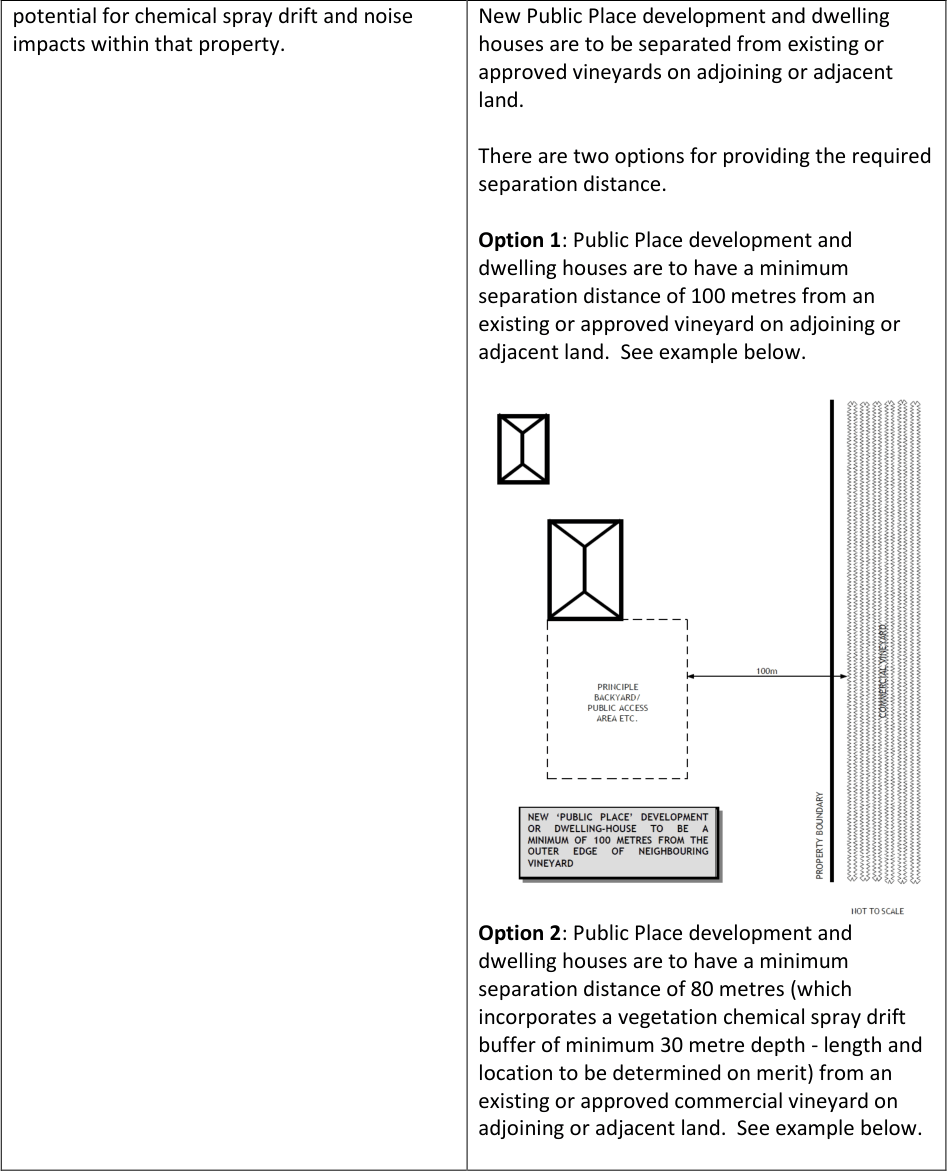 potential for chemical spray drift and noise
impacts within that property.
New Public Place development and dwelling
houses are to be separated from existing or
approved vineyards on adjoining or adjacent
land.
There are two options for providing the required
separation distance.
Option 1: Public Place development and
dwelling houses are to have a minimum
separation distance of 100 metres from an
existing or approved vineyard on adjoining or
adjacent land.  See example below.
100m
PRINCIPLE
BACKYARD/
PUBLIC ACCESS
AREA ETC.
COMMERCIAL VINEYARD
PROPERTY BOUNDARY
NEW ‘PUBLIC PLACE’ DEVELOPMENT
OR DWELLING-HOUSE TO BE A
MINIMUM OF 100 METRES FROM THE
OUTER EDGE OF NEIGHBOURING
VINEYARD
NOT TO SCALE
Option 2: Public Place development and
dwelling houses are to have a minimum
separation distance of 80 metres (which
incorporates a vegetation chemical spray drift
buffer of minimum 30 metre depth - length and
location to be determined on merit) from an
existing or approved commercial vineyard on
adjoining or adjacent land.  See example below.